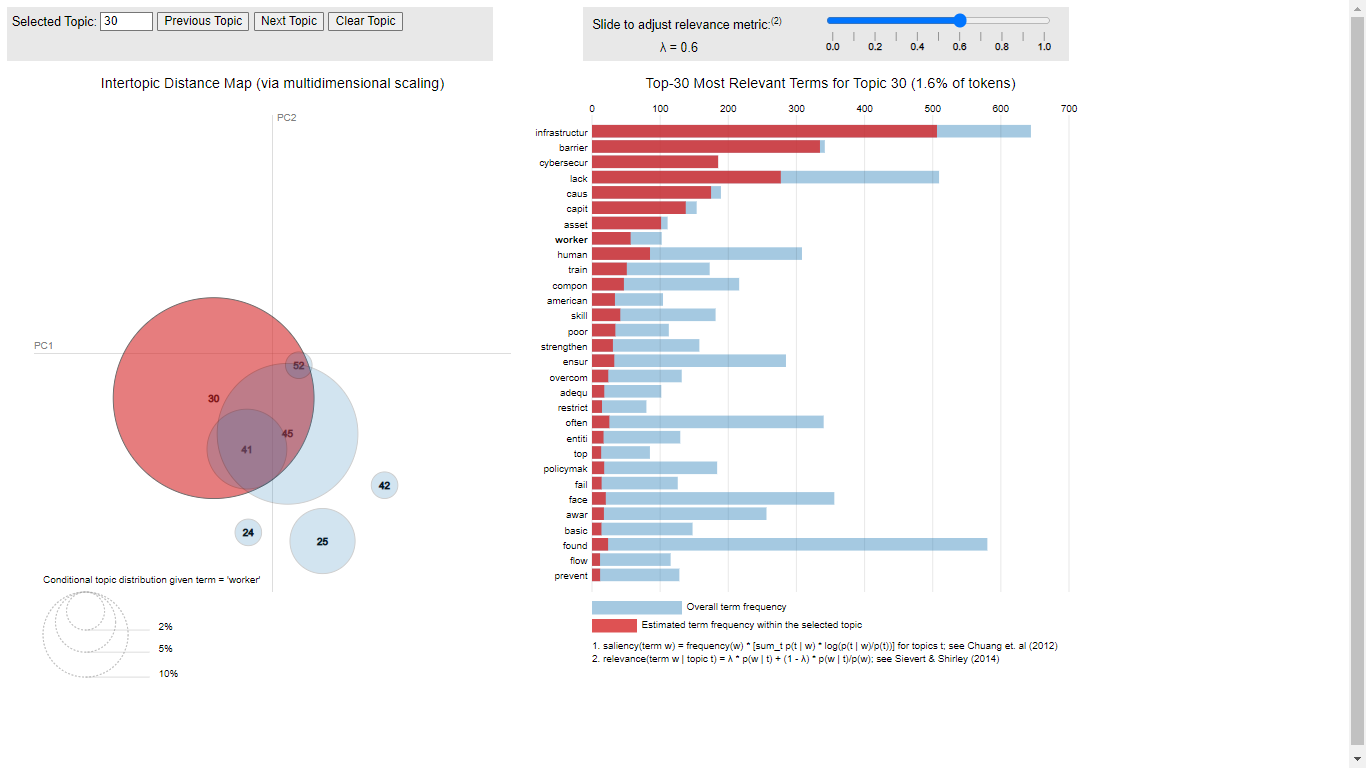 Selected Topic: 30 Previous Topic Next Topic Clear Topic
Slide to adjust relevance metric:(2)
λ = 0.6
0.0 0.2 0.4 0.6 0.8 1.0
Intertopic Distance Map (via multidimensional scaling)
PC2
PC1
52
30
45
41
42
24
25
Conditional topic distribution given term = 'worker'
2%
5%
10%
Top-30 Most Relevant Terms for Topic 30 (1.6% of tokens)
0 100 200 300 400 500 600 700
infrastructur
barrier
cybersecur
lack
caus
capit
asset
worker
human
train
compon
american
skill
poor
strengthen
ensur
overcom
adequ
restrict
often
entiti
top
policymak
fail
face
awar
basic
found
flow
prevent
Overall term frequency
Estimated term frequency within the selected topic
1. saliency(term w) = frequency(w) * [sum_t p(t | w) * log(p(t | w)/p(t))] for topics t; see Chuang et. al (2012)
2. relevance(term w | topic t) = λ * p(w | t) + (1 - λ) * p(w | t)/p(w); see Sievert & Shirley (2014)